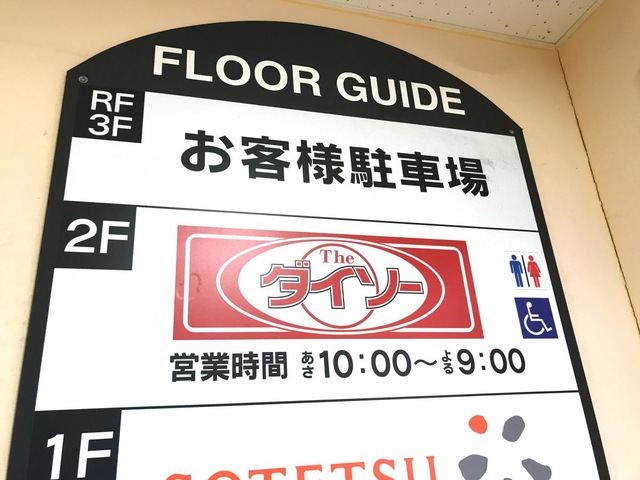 FLOOR GUIDE
RF
3F
お客様駐車場
2F
The
ダイソー
営業時間 あさ10:00〜よる9:00
1F
SOTETSU